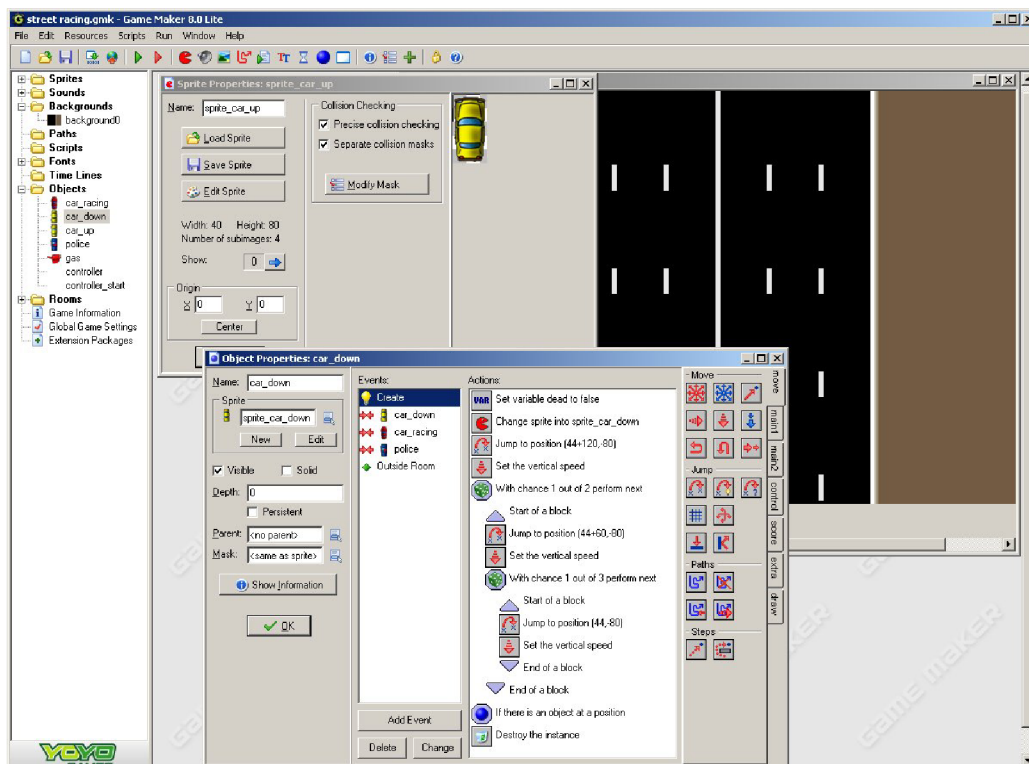 street racing.gmk - Game Maker 8.0 Lite
File Edit Resources Scripts Run Window Help
Sprites
Sounds
Backgrounds
background0
Paths
Scripts
Fonts
Time Lines
Objects
car_racing
car_down
car_up
police
gas
controller
controller_start
Rooms
Game Information
Global Game Settings
Extension Packages
YOYO
Sprite Properties: sprite_car_up
Name: sprite_car_up
Load Sprite
Save Sprite
Edit Sprite
Width: 40 Height: 80
Number of subimages: 4
Show: 0
Origin
X 0 Y 0
Center
Collision Checking
Precise collision checking
Separate collision masks
Modify Mask
Object Properties: car_down
Name: car_down
Sprite
sprite_car_down
New Edit
Visible Solid
Depth: 0
Persistent
Parent: <no parent>
Mask: <same as sprite>
Show Information
OK
Events:
Create
car_down
car_racing
police
Outside Room
Add Event
Delete Change
Actions:
VAR Set variable dead to false
Change sprite into sprite_car_down
Jump to position (44+120,-80)
Set the vertical speed
With chance 1 out of 2 perform next
Start of a block
Jump to position (44+60,-80)
Set the vertical speed
With chance 1 out of 3 perform next
Start of a block
Jump to position (44,-80)
Set the vertical speed
End of a block
End of a block
If there is an object at a position
Destroy the instance
Move
Jump
Paths
Steps
move
main1
main2
control
score
extra
draw
GAME MAKER
GAME MAKER